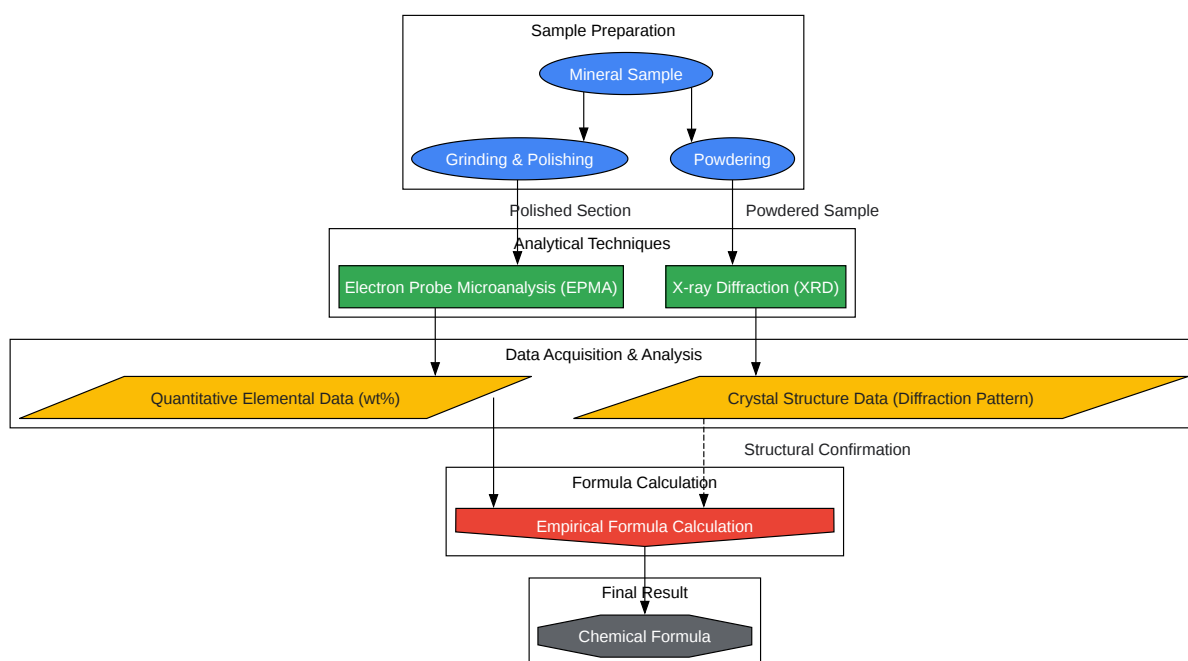 Sample Preparation
Mineral Sample
Grinding & Polishing
Powdering
Polished Section
Powdered Sample
Analytical Techniques
Electron Probe Microanalysis (EPMA)
X-ray Diffraction (XRD)
Data Acquisition & Analysis
Quantitative Elemental Data (wt%)
Crystal Structure Data (Diffraction Pattern)
Structural Confirmation
Formula Calculation
Empirical Formula Calculation
Final Result
Chemical Formula